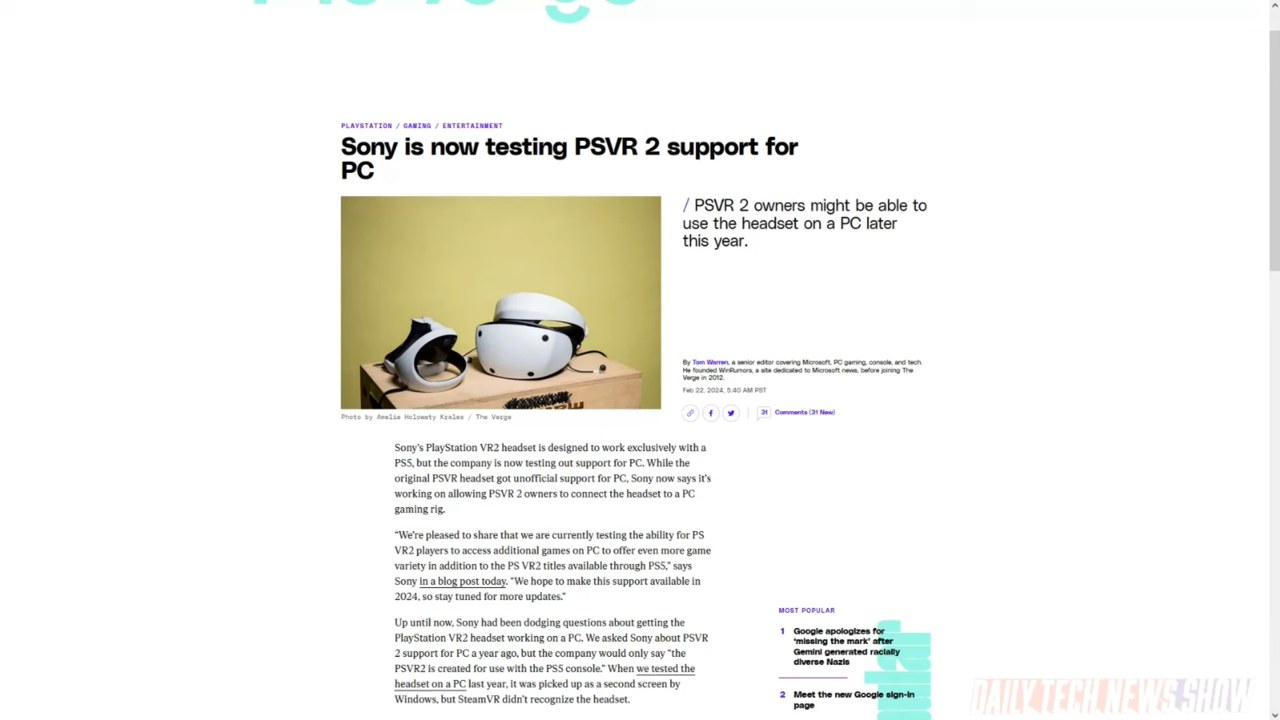 PLAYSTATION / GAMING / ENTERTAINMENT
Sony is now testing PSVR 2 support for
PC
/ PSVR 2 owners might be able to
use the headset on a PC later
this year.
By Tom Warren, a senior editor covering Microsoft, PC gaming, console, and tech.
He founded WinRumors, a site dedicated to Microsoft news, before joining The
Verge in 2012.
Feb 22, 2024, 5:40 AM PST
31 Comments (31 New)
Photo by Amelia Holowaty Krales / The Verge
Sony's PlayStation VR2 headset is designed to work exclusively with a
PS5, but the company is now testing out support for PC. While the
original PSVR headset got unofficial support for PC, Sony now says it's
working on allowing PSVR 2 owners to connect the headset to a PC
gaming rig.
“We're pleased to share that we are currently testing the ability for PS
VR2 players to access additional games on PC to offer even more game
variety in addition to the PS VR2 titles available through PS5,” says
Sony in a blog post today. “We hope to make this support available in
2024, so stay tuned for more updates.”
Up until now, Sony had been dodging questions about getting the
PlayStation VR2 headset working on a PC. We asked Sony about PSVR
2 support for PC a year ago, but the company would only say “the
PSVR2 is created for use with the PS5 console.” When we tested the
headset on a PC last year, it was picked up as a second screen by
Windows, but SteamVR didn't recognize the headset.
MOST POPULAR
1 Google apologizes for
‘missing the mark’ after
Gemini generated racially
diverse Nazis
2 Meet the new Google sign-in
page
DAILY TECH NEWS SHOW